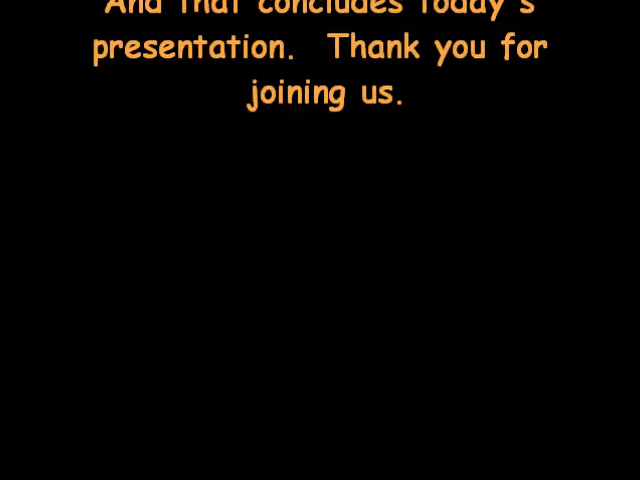 And that concludes today's
presentation.  Thank you for
joining us.